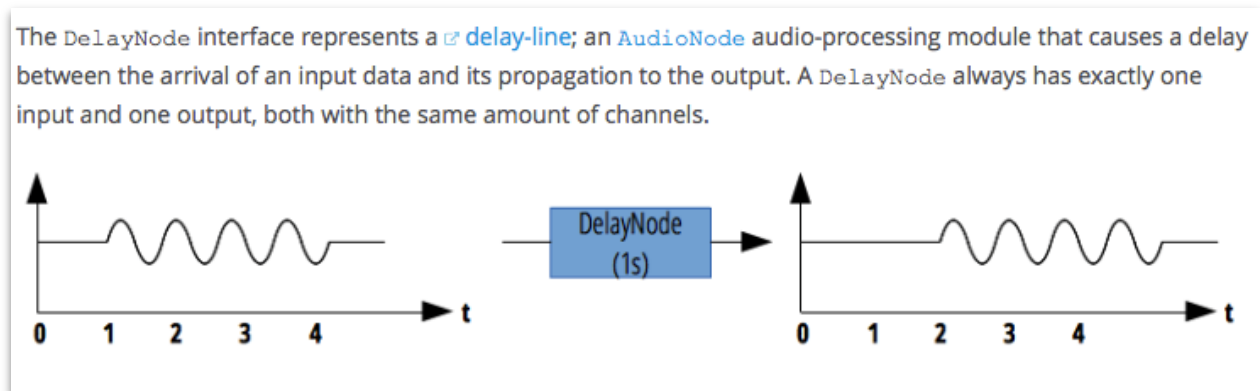 The DelayNode interface represents a delay-line; an AudioNode audio-processing module that causes a delay
between the arrival of an input data and its propagation to the output. A DelayNode always has exactly one
input and one output, both with the same amount of channels.
DelayNode
(1s)
t
0 1 2 3 4
t
0 1 2 3 4